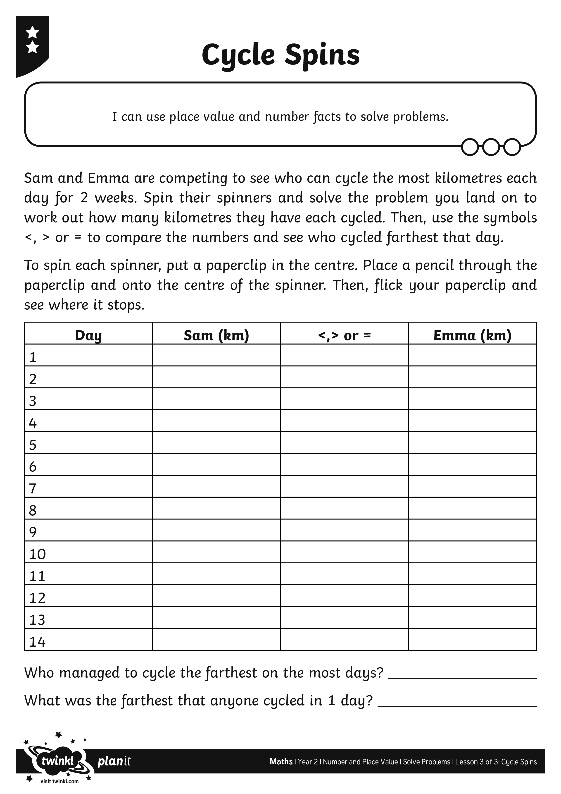 Cycle Spins
I can use place value and number facts to solve problems.
Sam and Emma are competing to see who can cycle the most kilometres each
day for 2 weeks. Spin their spinners and solve the problem you land on to
work out how many kilometres they have each cycled. Then, use the symbols
<, > or = to compare the numbers and see who cycled farthest that day.
To spin each spinner, put a paperclip in the centre. Place a pencil through the
paperclip and onto the centre of the spinner. Then, flick your paperclip and
see where it stops.
Day Sam (km) <,> or = Emma (km)
1
2
3
4
5
6
7
8
9
10
11
12
13
14
Who managed to cycle the farthest on the most days?
What was the farthest that anyone cycled in 1 day?
twinkl planit
visit twinkl.com
Maths | Year 2 | Number and Place Value | Solve Problems | Lesson 3 of 3: Cycle Spins